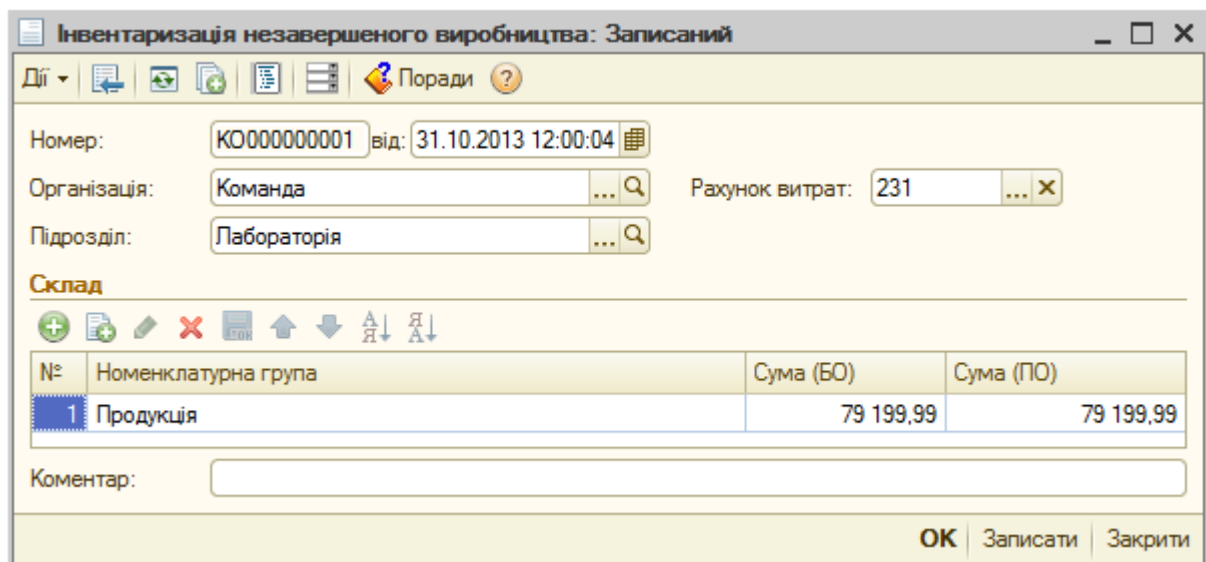 Інвентаризація незавершеного виробництва: Записаний
Дії Поради
Номер: КО000000001 від: 31.10.2013 12:00:04
Організація: Команда ... Рахунок витрат: 231 ...
Підрозділ: Лабораторія ...
Склад
№ Номенклатурна група Сума (БО) Сума (ПО)
1 Продукція 79 199,99 79 199,99
Коментар:
ОК Записати Закрити